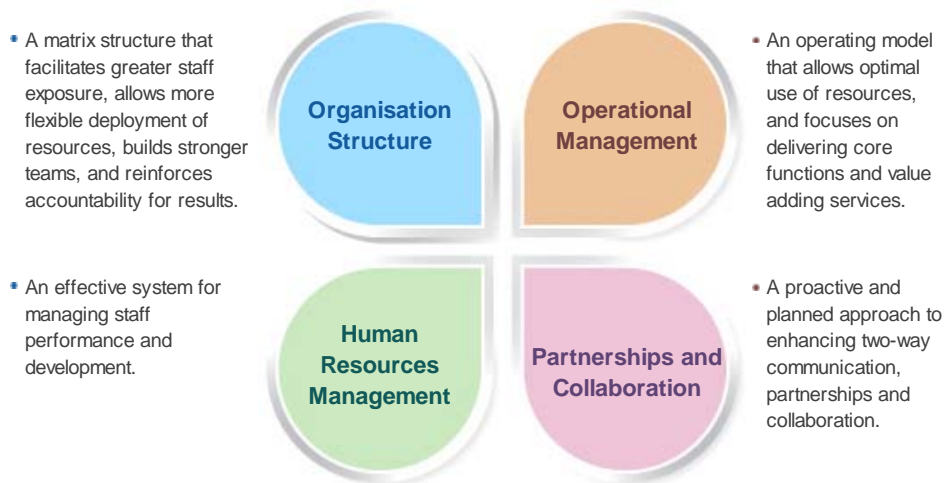 A matrix structure that
facilitates greater staff
exposure, allows more
flexible deployment of
resources, builds stronger
teams, and reinforces
accountability for results.
Organisation
Structure
Operational
Management
An operating model
that allows optimal
use of resources,
and focuses on
delivering core
functions and value
adding services.
An effective system for
managing staff
performance and
development.
Human
Resources
Management
Partnerships and
Collaboration
A proactive and
planned approach to
enhancing two-way
communication,
partnerships and
collaboration.